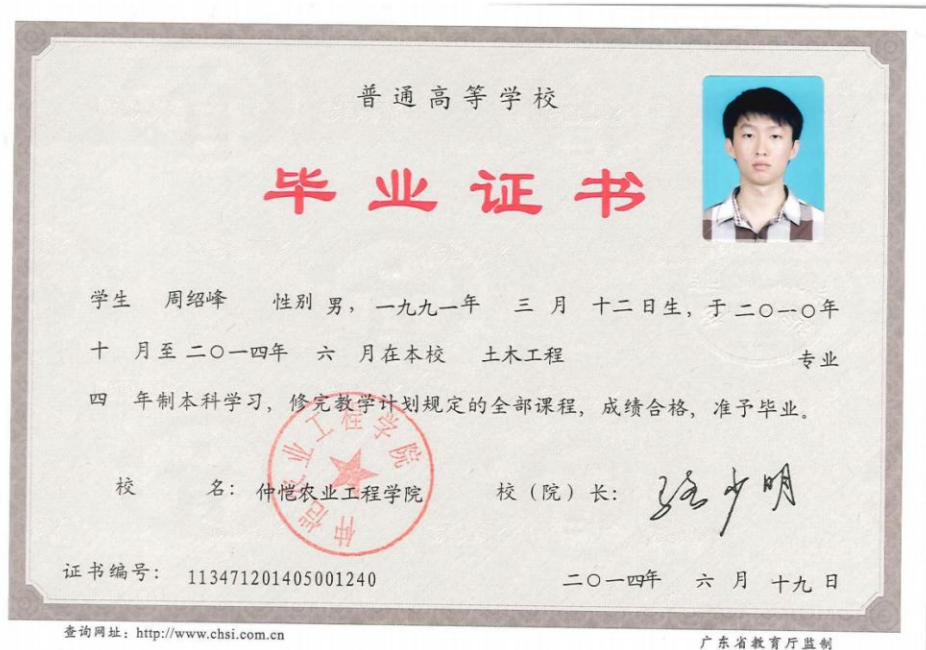 普通高等学校
毕业证书
学生 周绍峰 性别 男，一九九一年 三 月 十二日生，于二〇一〇年
十 月至二〇一四年 六 月在本校 土木工程 专业
四 年制本科学习，修完教学计划规定的全部课程，成绩合格，准予毕业。
仲恺农业工程学院
校 名：仲恺农业工程学院 校（院）长：骆少明
证书编号：113471201405001240 二〇一四年 六 月 十九 日
查询网址：http://www.chsi.com.cn 广东省教育厅监制